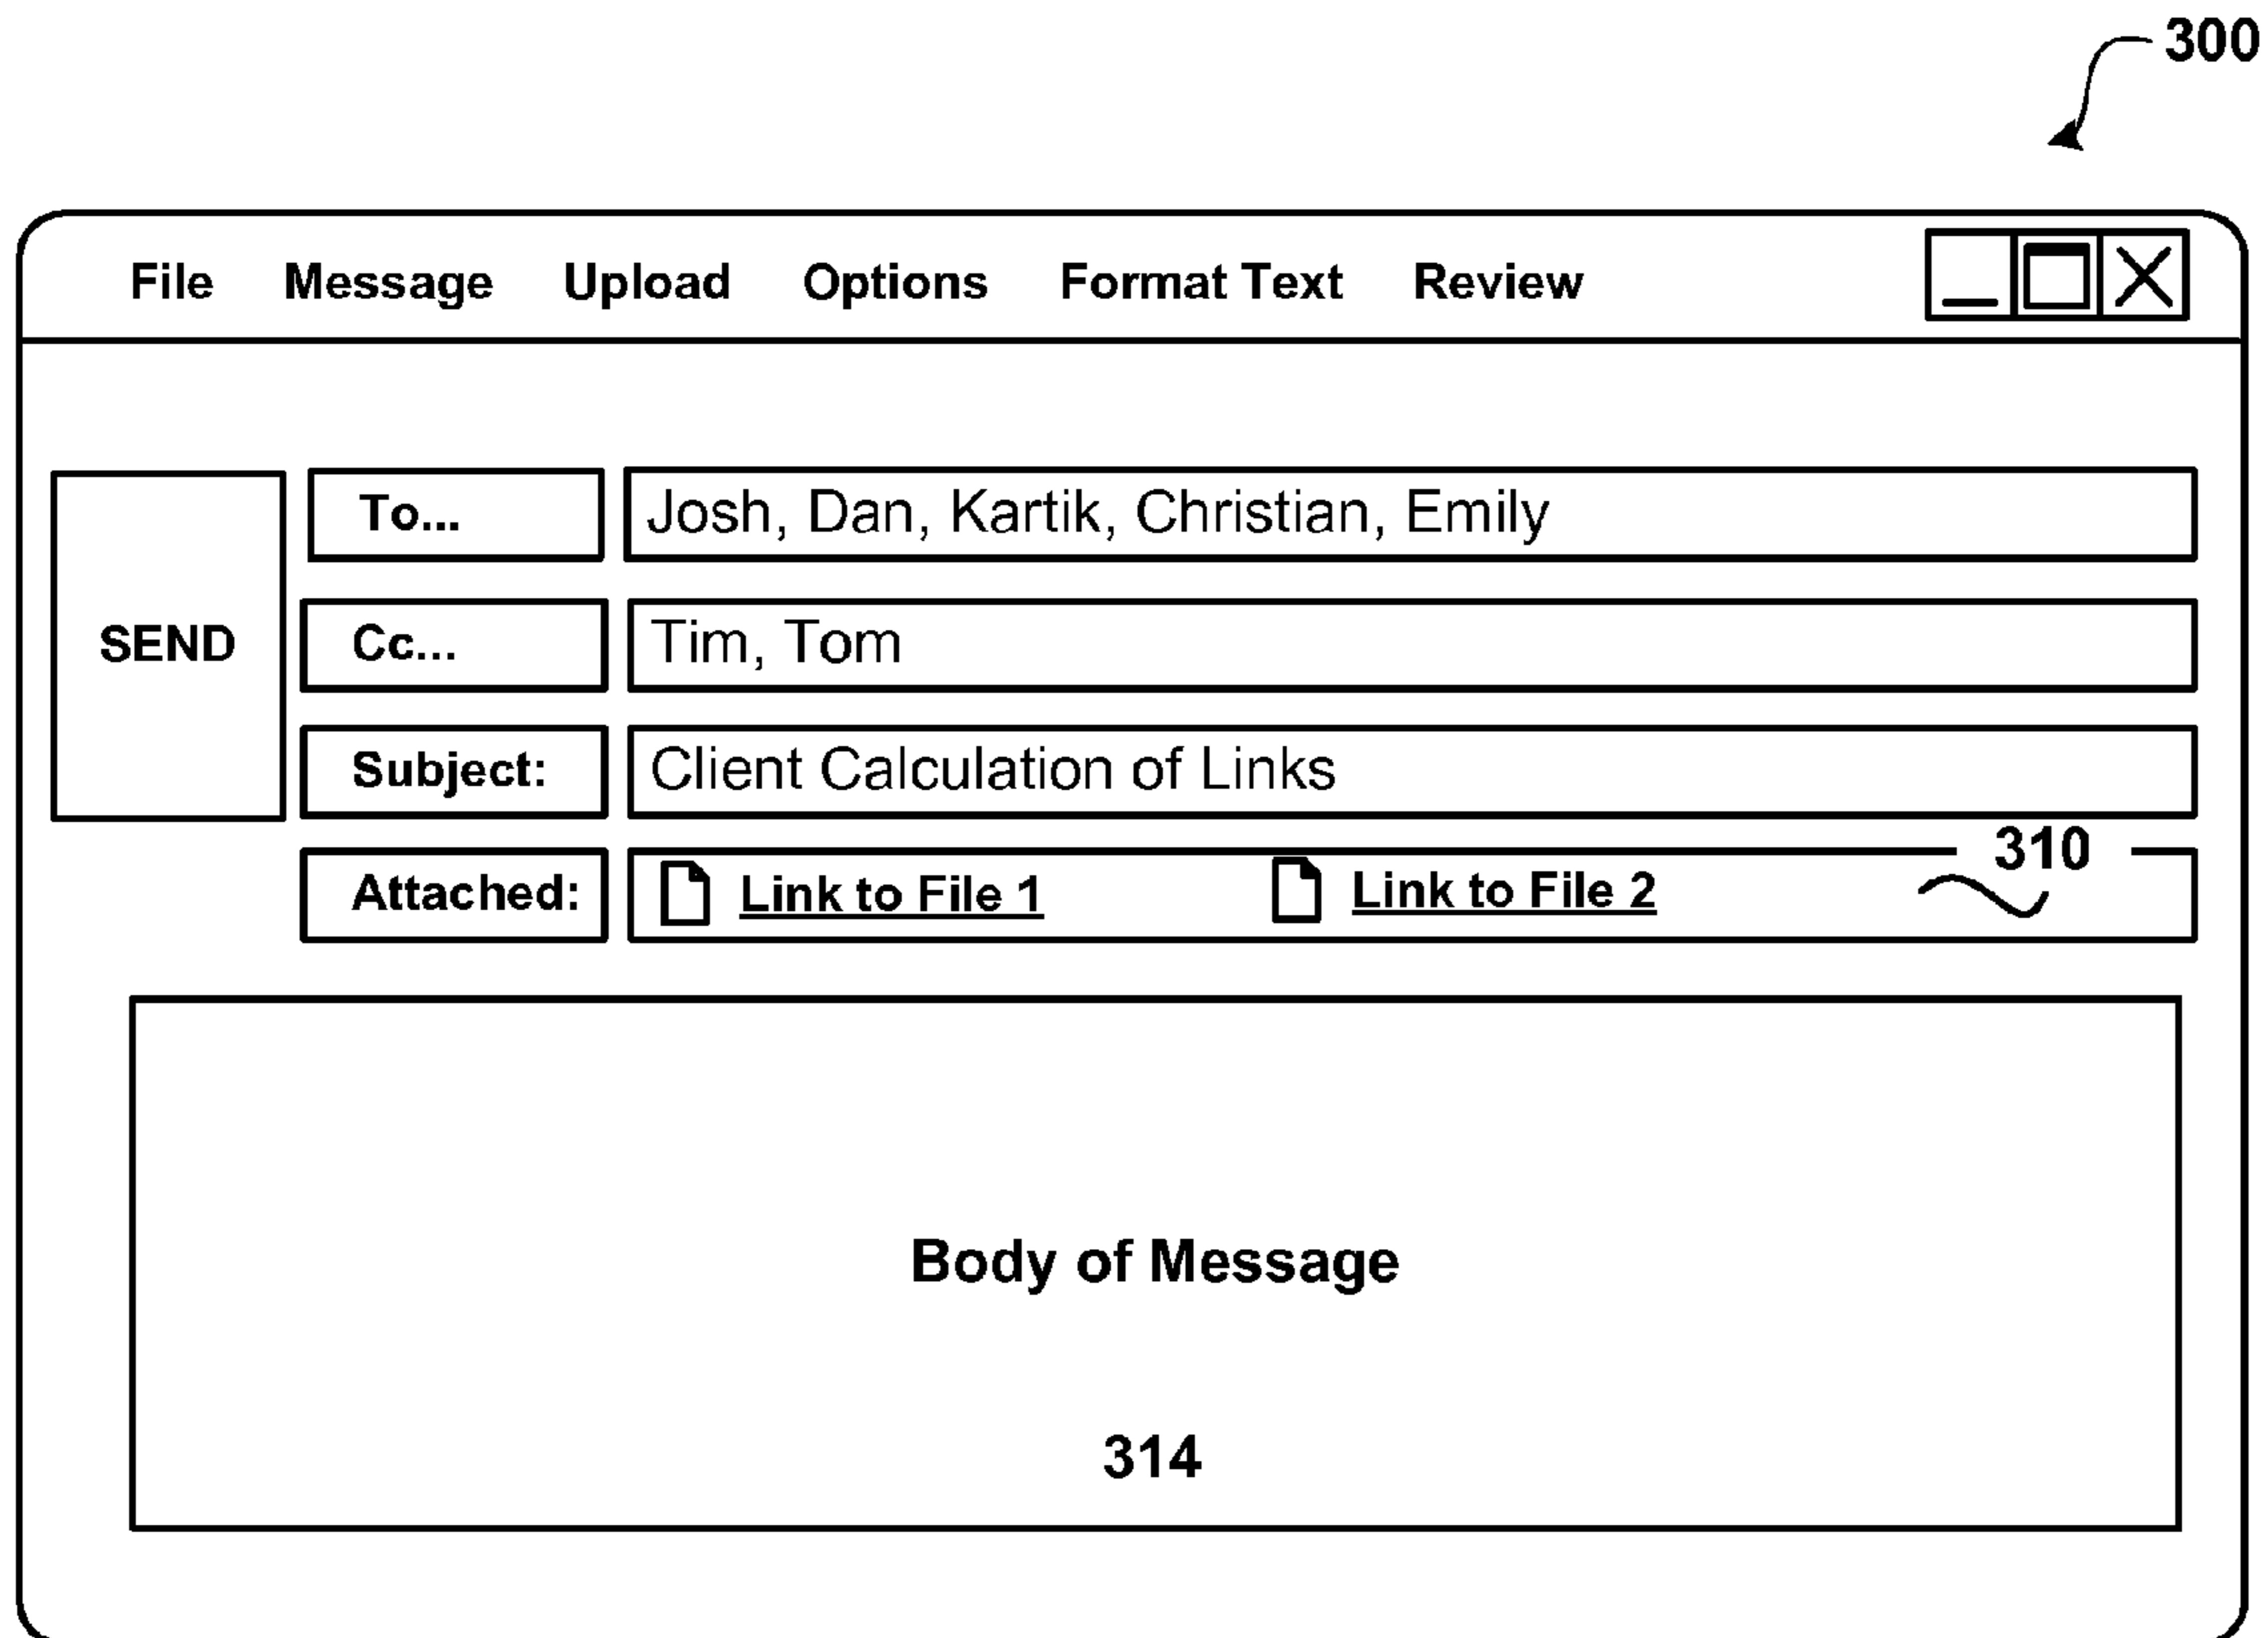 300
File Message Upload Options Format Text Review
SEND
To... Josh, Dan, Kartik, Christian, Emily
Cc... Tim, Tom
Subject: Client Calculation of Links
310
Attached: Link to File 1 Link to File 2
Body of Message
314